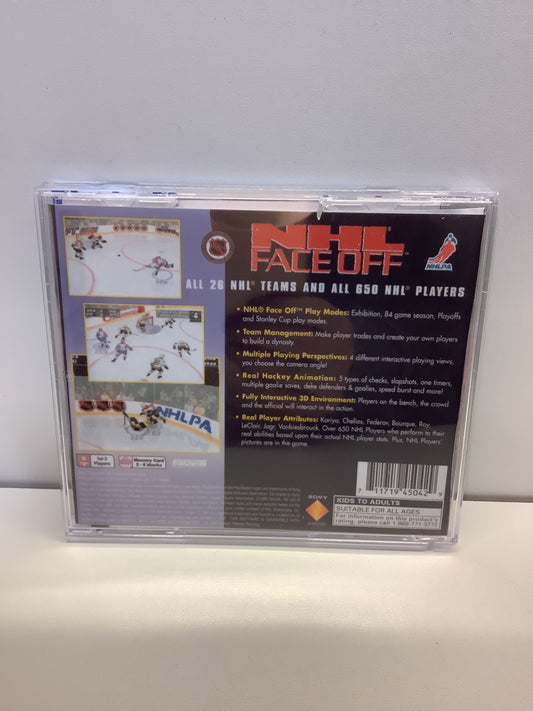 NHL
FACE OFF™
NHLPA
ALL 26 NHL® TEAMS AND ALL 650 NHL® PLAYERS
• NHL® Face Off™ Play Modes: Exhibition, 84 game season, Playoffs
and Stanley Cup play modes.
• Team Management: Make player trades and create your own players
to build a dynasty.
• Multiple Playing Perspectives: 4 different interactive playing views,
you choose the camera angle!
• Real Hockey Animation: 5 types of checks, slapshots, one timers,
multiple goalie saves, deke defenders & goalies, speed burst and more!
• Fully Interactive 3D Environment: Players on the bench, the crowd
and the official will interact in the action.
• Real Player Attributes: Kariya, Chelios, Federov, Bourque, Roy,
LeClair, Jagr, Vanbiesbrouck. Over 650 NHL Players who perform to their
real abilities based upon their actual NHL player stats. Plus, NHL Players'
pictures are in the game.
NHLPA
1 or 2
Players
Memory Card
SONY
7 11719 45042 9
KIDS TO ADULTS
SUITABLE FOR ALL AGES
For information on this product's
rating, please call 1-800-771-3772